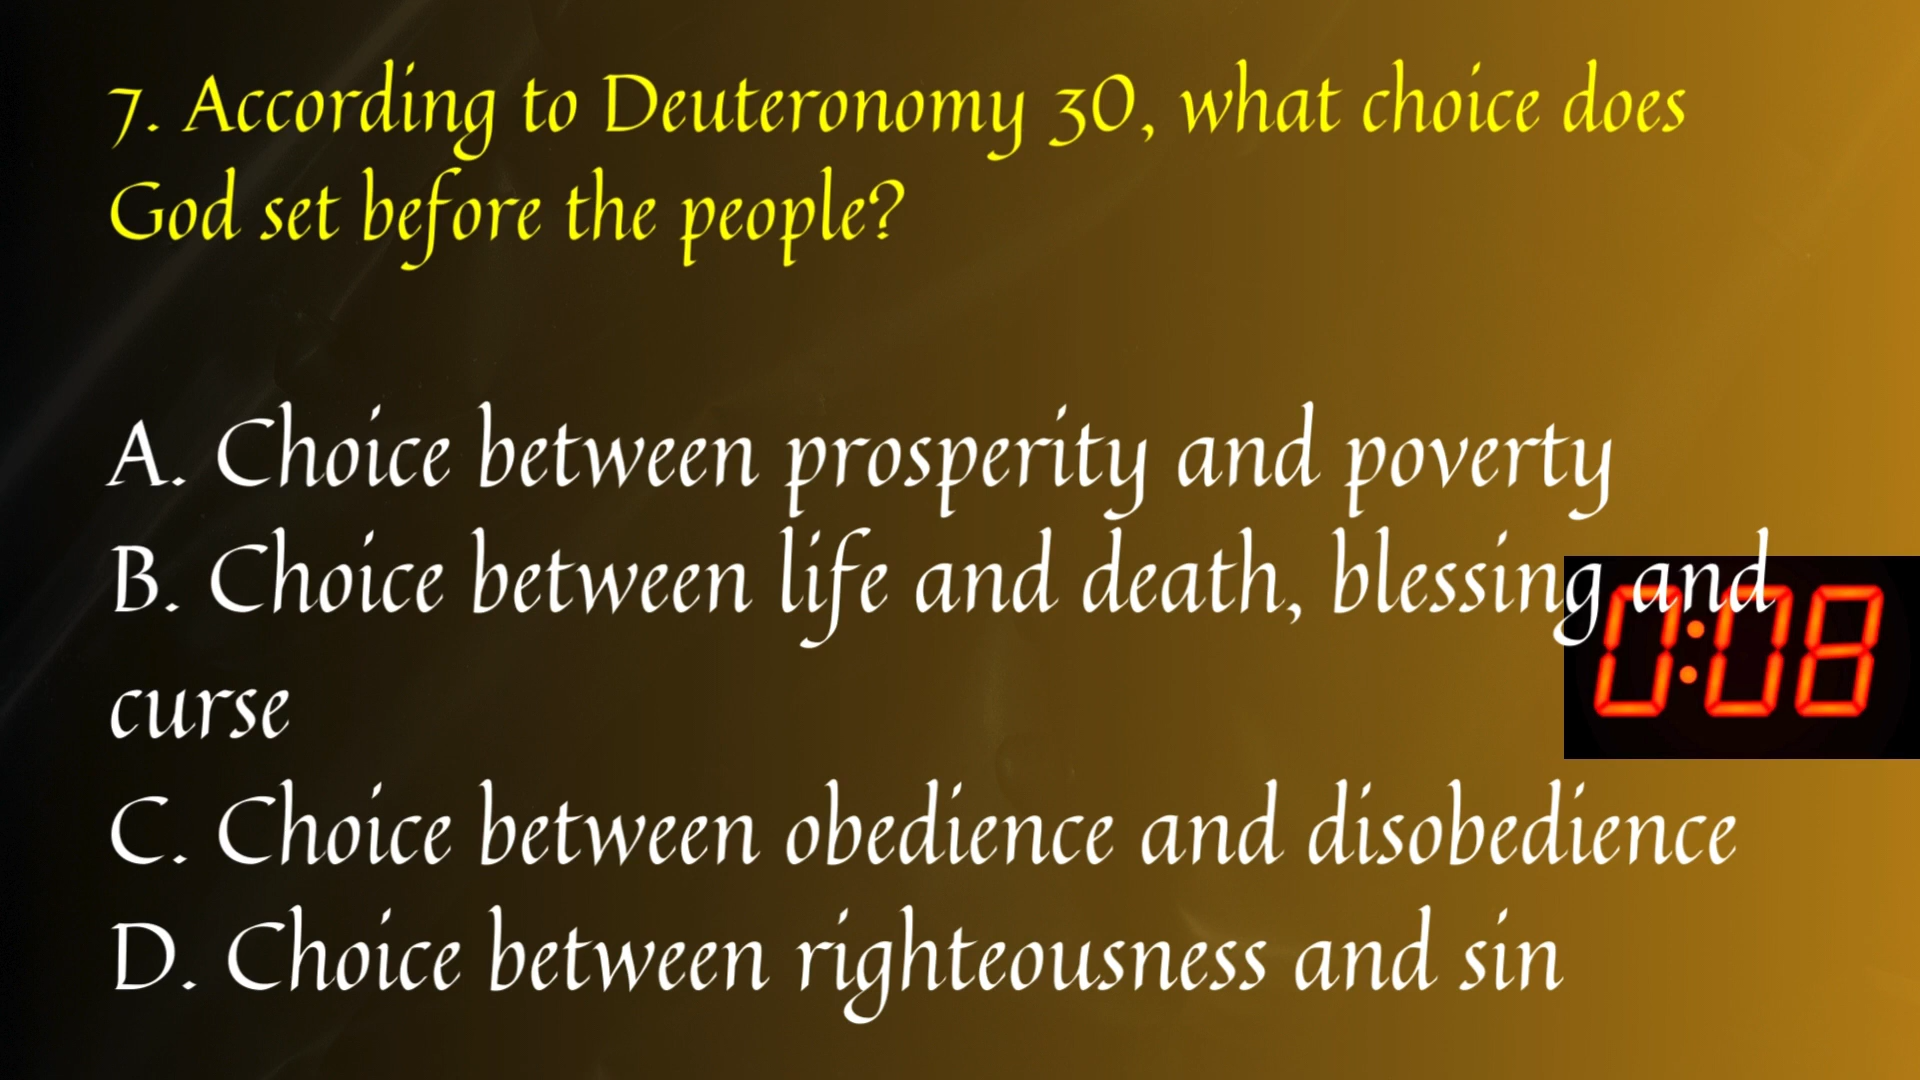 7. According to Deuteronomy 30, what choice does
God set before the people?
A. Choice between prosperity and poverty
B. Choice between life and death, blessing and
curse
0:08
C. Choice between obedience and disobedience
D. Choice between righteousness and sin